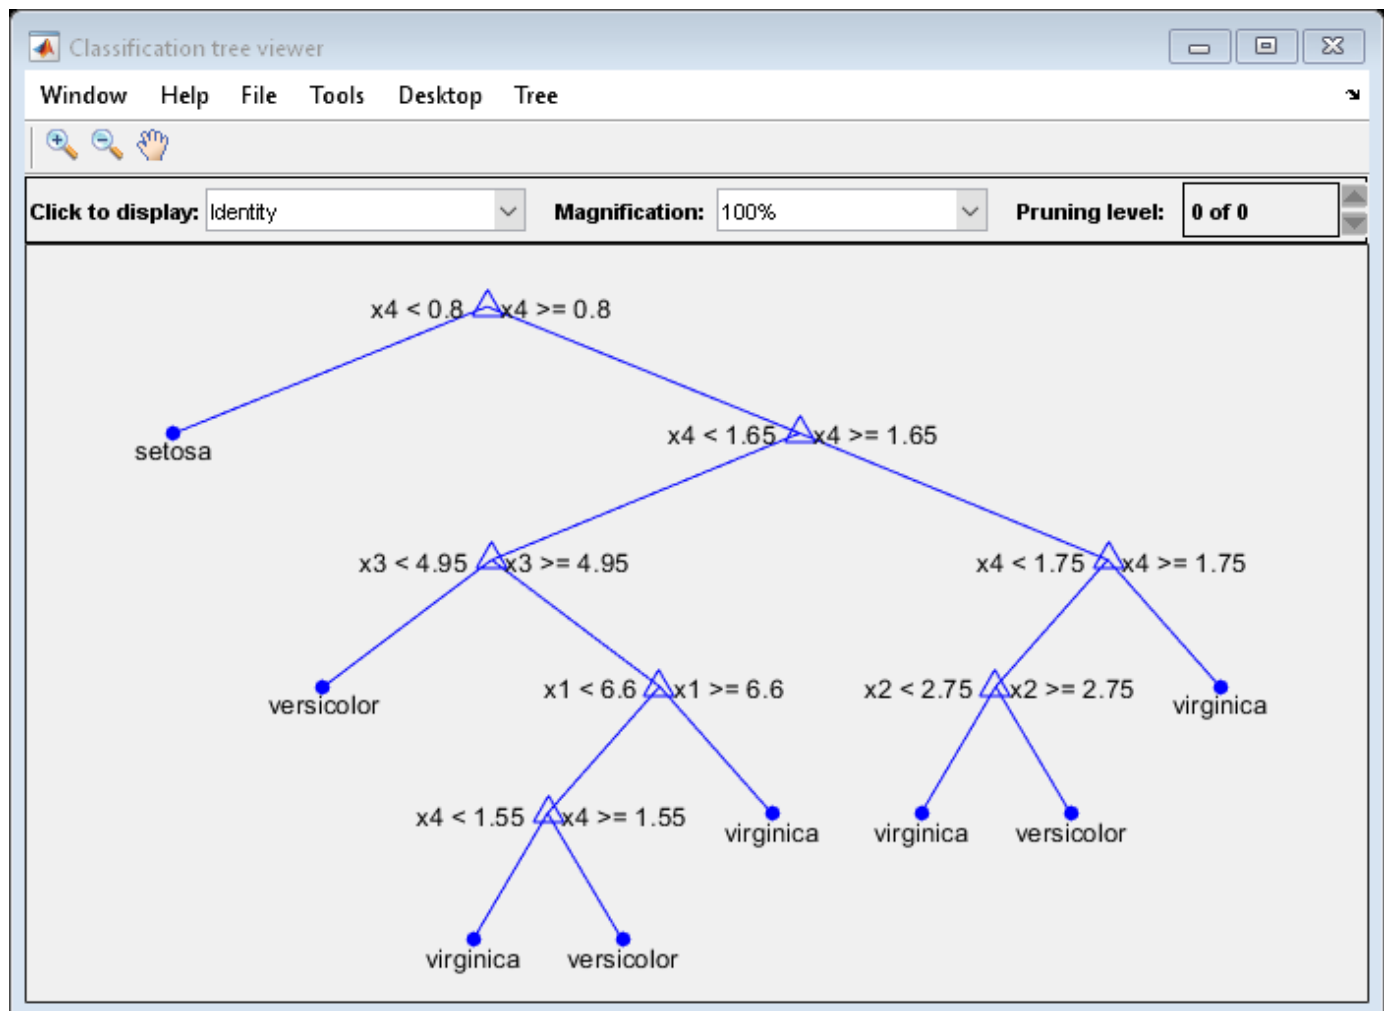 Classification tree viewer
Window Help File Tools Desktop Tree
Click to display: Identity Magnification: 100% Pruning level: 0 of 0
x4 < 0.8 x4 >= 0.8
setosa
x4 < 1.65 x4 >= 1.65
x3 < 4.95 x3 >= 4.95 x4 < 1.75 x4 >= 1.75
versicolor
x1 < 6.6 x1 >= 6.6 x2 < 2.75 x2 >= 2.75
virginica
x4 < 1.55 x4 >= 1.55
virginica virginica versicolor
virginica versicolor